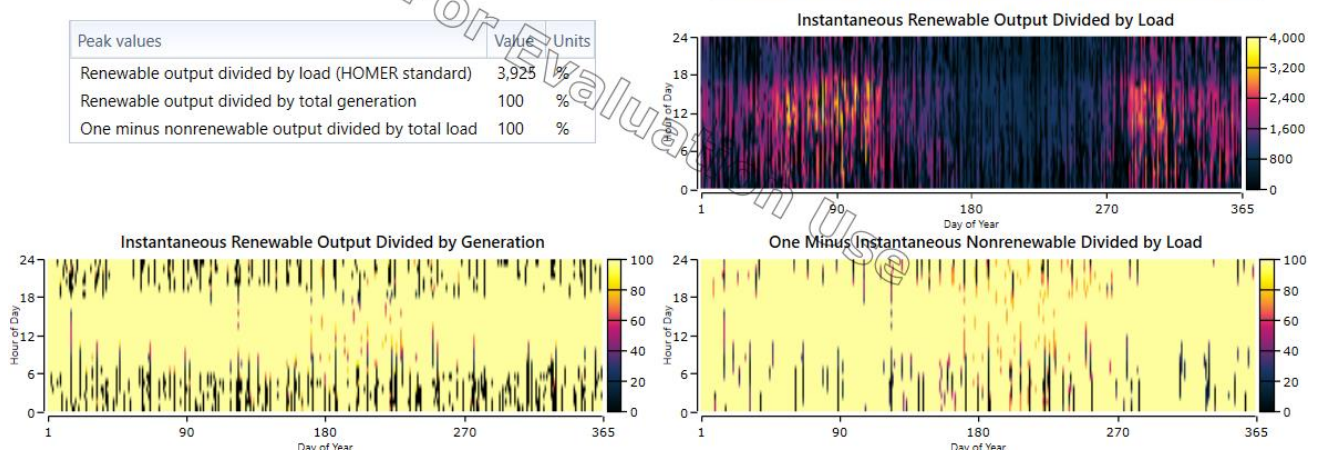 For Evaluation Use
Peak values Value Units
Renewable output divided by load (HOMER standard) 3,925 %
Renewable output divided by total generation 100 %
One minus nonrenewable output divided by total load 100 %
Instantaneous Renewable Output Divided by Load
Hour of Day
24
18
12
6
0
1 90 180 270 365
Day of Year
4,000
3,200
2,400
1,600
800
0
Instantaneous Renewable Output Divided by Generation
Hour of Day
24
18
12
6
0
1 90 180 270 365
Day of Year
100
80
60
40
20
0
One Minus Instantaneous Nonrenewable Divided by Load
Hour of Day
24
18
12
6
0
1 90 180 270 365
Day of Year
100
80
60
40
20
0